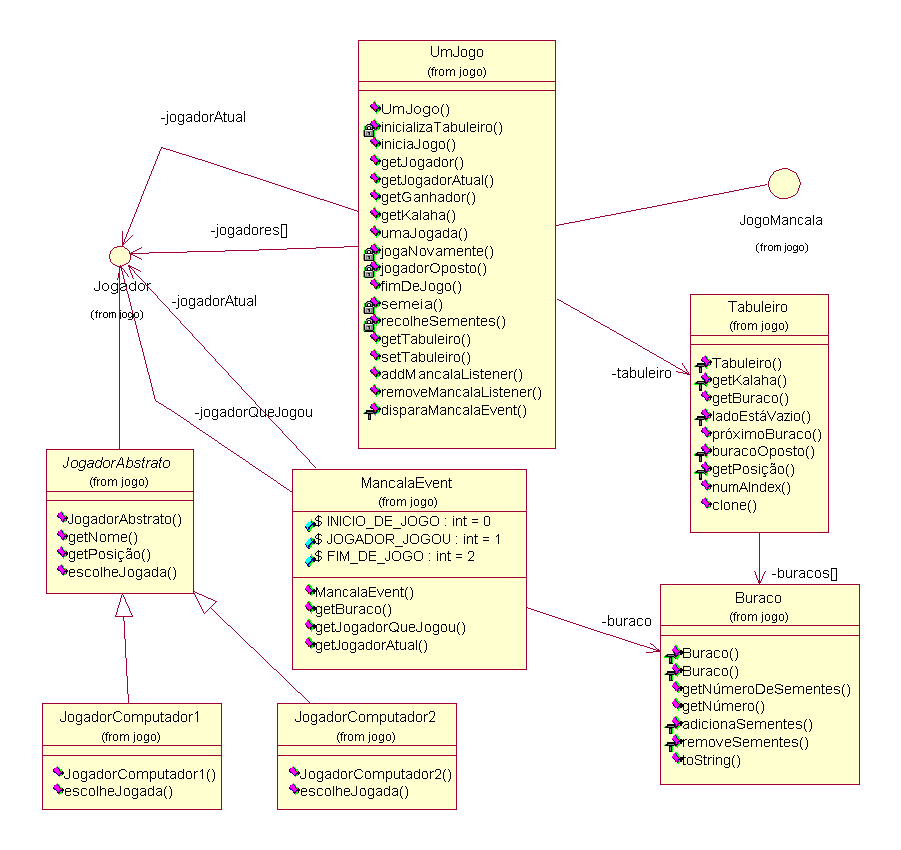 UmJogo
(from jogo)
UmJogo()
inicializaTabuleiro()
iniciaJogo()
getJogador()
getJogadorAtual()
getGanhador()
getKalaha()
umaJogada()
jogaNovamente()
jogadorOposto()
fimDeJogo()
semeia()
recolheSementes()
getTabuleiro()
setTabuleiro()
addMancalaListener()
removeMancalaListener()
disparaMancalaEvent()
-jogadorAtual
-jogadores[]
JogoMancala
(from jogo)
Jogador
(from jogo)
-jogadorAtual
-jogadorQueJogou
-tabuleiro
Tabuleiro
(from jogo)
Tabuleiro()
getKalaha()
getBuraco()
ladoEstáVazio()
próximoBuraco()
buracoOposto()
getPosição()
numAIndex()
clone()
JogadorAbstrato
(from jogo)
JogadorAbstrato()
getNome()
getPosição()
escolheJogada()
MancalaEvent
(from jogo)
$ INICIO_DE_JOGO : int = 0
$ JOGADOR_JOGOU : int = 1
$ FIM_DE_JOGO : int = 2
MancalaEvent()
getBuraco()
getJogadorQueJogou()
getJogadorAtual()
-buracos[]
-buraco
Buraco
(from jogo)
Buraco()
Buraco()
getNúmeroDeSementes()
getNúmero()
adicionaSementes()
removeSementes()
toString()
JogadorComputador1
(from jogo)
JogadorComputador1()
escolheJogada()
JogadorComputador2
(from jogo)
JogadorComputador2()
escolheJogada()